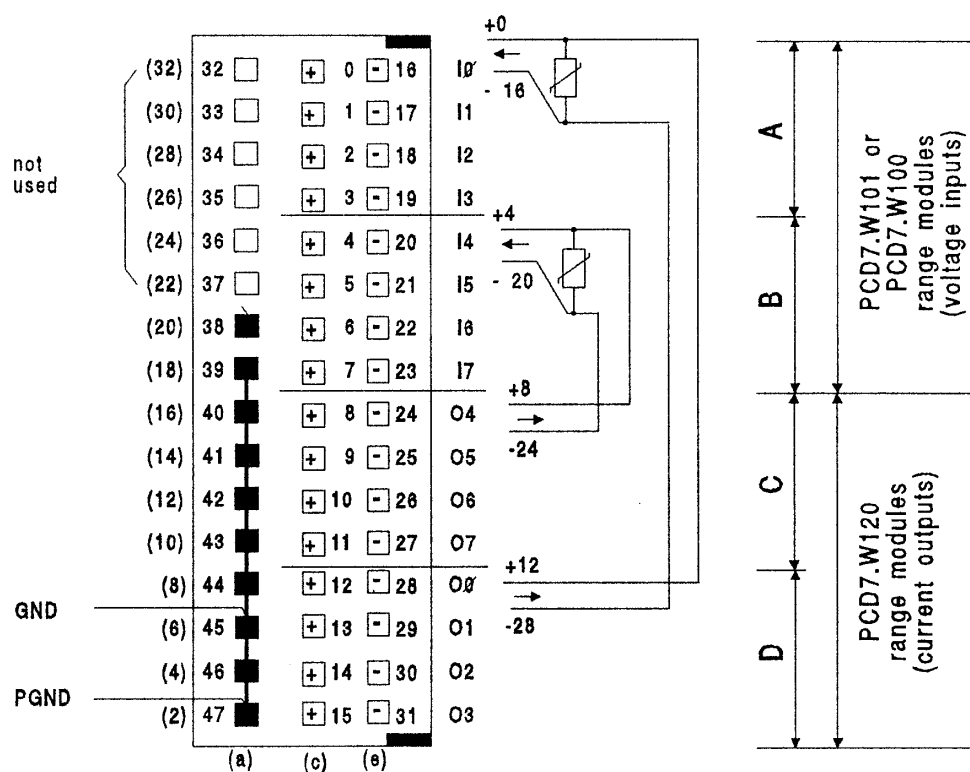 +0
(32) 32 + 0 - 16 IØ
- 16
(30) 33 + 1 - 17 I1
(28) 34 + 2 - 18 I2
(26) 35 + 3 - 19 I3
not
used
+4
(24) 36 + 4 - 20 I4
- 20
(22) 37 + 5 - 21 I5
(20) 38 + 6 - 22 I6
(18) 39 + 7 - 23 I7
+8
(16) 40 + 8 - 24 O4
-24
(14) 41 + 9 - 25 O5
(12) 42 + 10 - 26 O6
(10) 43 + 11 - 27 O7
+12
(8) 44 + 12 - 28 OØ
-28
GND
(6) 45 + 13 - 29 O1
(4) 46 + 14 - 30 O2
PGND
(2) 47 + 15 - 31 O3
(a) (c) (e)
A
B
C
D
PCD7.W101 or
PCD7.W100
range modules
(voltage inputs)
PCD7.W120
range modules
(current outputs)